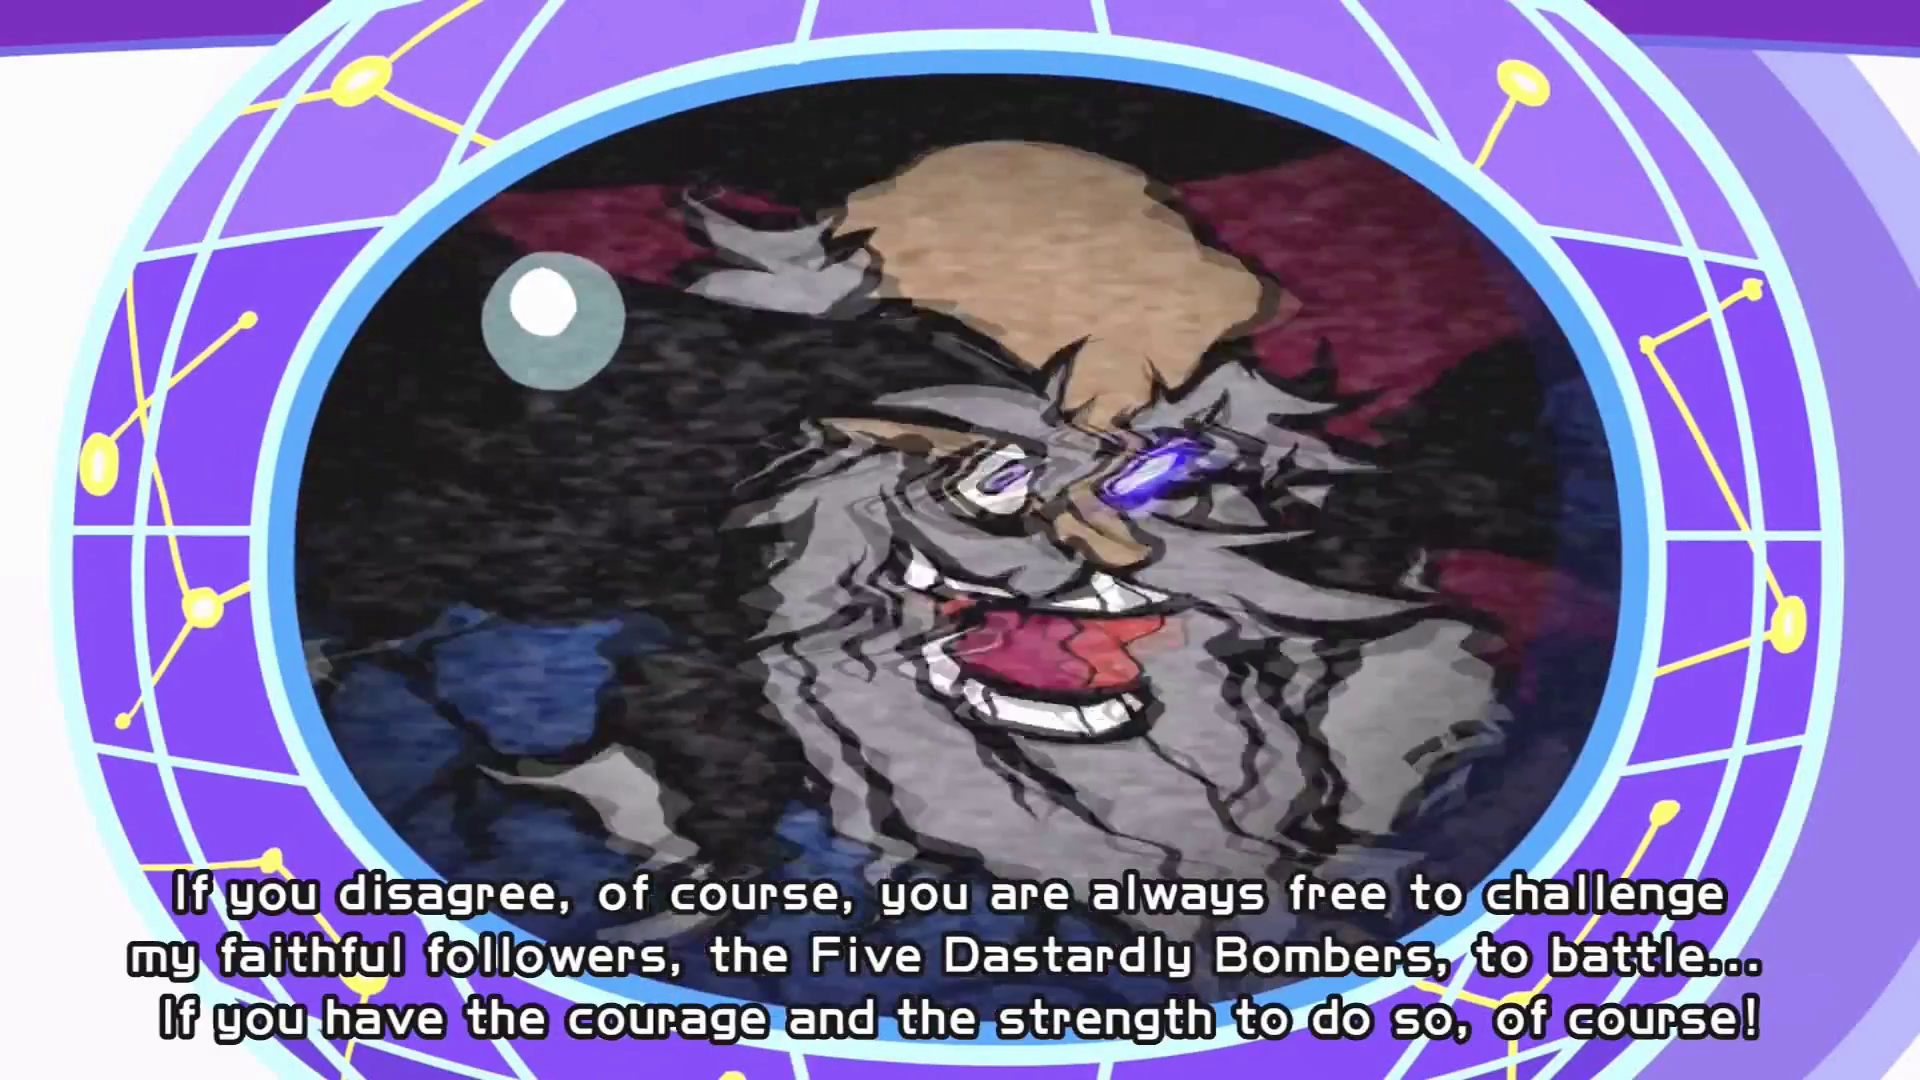 If you disagree, of course, you are always free to challenge
my faithful followers, the Five Dastardly Bombers, to battle...
If you have the courage and the strength to do so, of course!